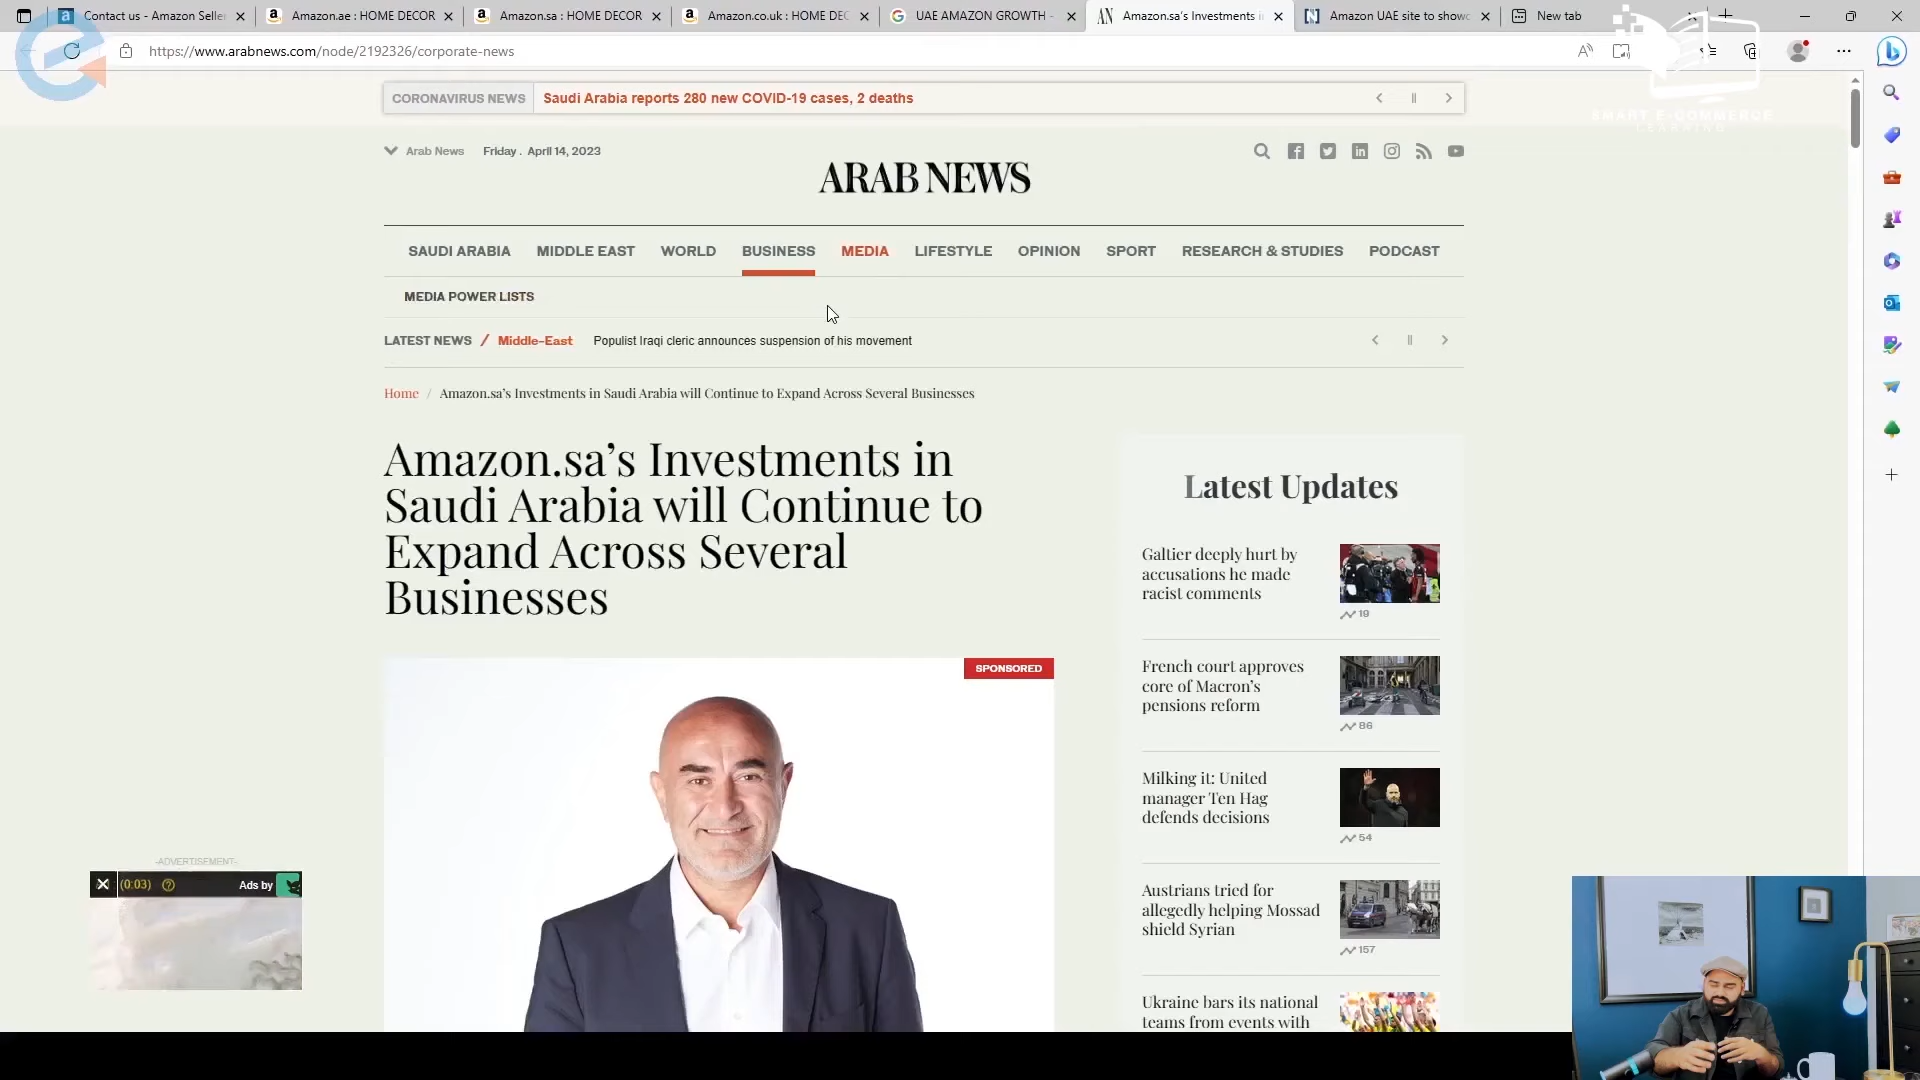 Contact us - Amazon Selle
Amazon.ae : HOME DECOR
Amazon.sa : HOME DECOR
Amazon.co.uk : HOME DEC
UAE AMAZON GROWTH -
Amazon.sa's Investments i
Amazon UAE site to showc
New tab
https://www.arabnews.com/node/2192326/corporate-news
SMART E-COMMERCE
LEARNING
CORONAVIRUS NEWS
Saudi Arabia reports 280 new COVID-19 cases, 2 deaths
Arab News
Friday . April 14, 2023
ARAB NEWS
SAUDI ARABIA
MIDDLE EAST
WORLD
BUSINESS
MEDIA
LIFESTYLE
OPINION
SPORT
RESEARCH & STUDIES
PODCAST
MEDIA POWER LISTS
LATEST NEWS / Middle-East Populist Iraqi cleric announces suspension of his movement
Home / Amazon.sa's Investments in Saudi Arabia will Continue to Expand Across Several Businesses
Amazon.sa's Investments in
Saudi Arabia will Continue to
Expand Across Several
Businesses
SPONSORED
Latest Updates
Galtier deeply hurt by
accusations he made
racist comments
19
French court approves
core of Macron's
pensions reform
86
Milking it: United
manager Ten Hag
defends decisions
54
Austrians tried for
allegedly helping Mossad
shield Syrian
157
Ukraine bars its national
teams from events with
-ADVERTISEMENT-
(0:03)
Ads by